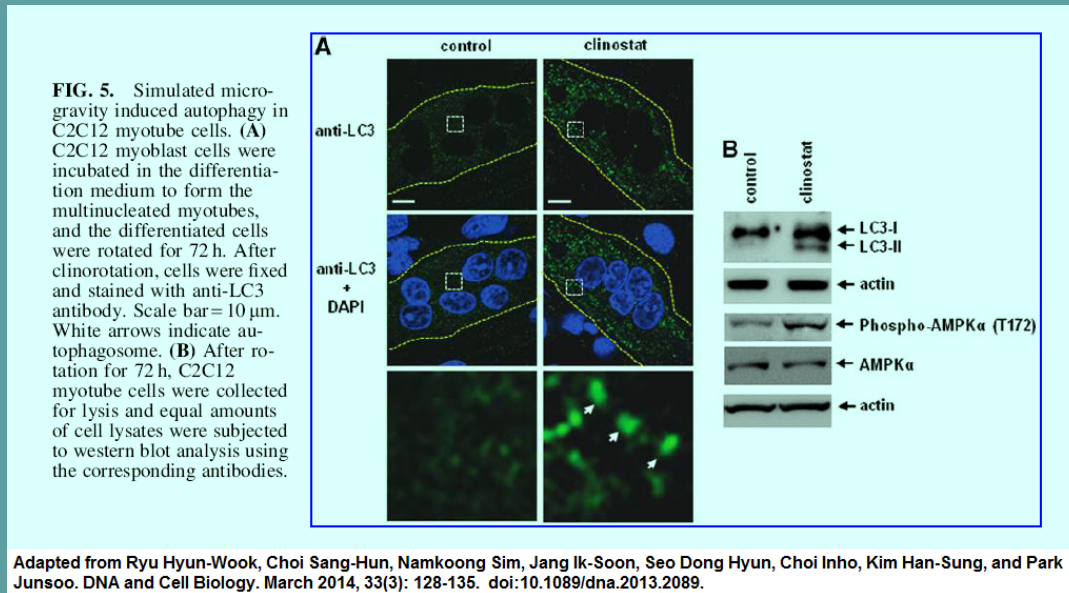 FIG. 5. Simulated micro-
gravity induced autophagy in
C2C12 myotube cells. (A)
C2C12 myoblast cells were
incubated in the differentia-
tion medium to form the
multinucleated myotubes,
and the differentiated cells
were rotated for 72 h. After
clinorotation, cells were fixed
and stained with anti-LC3
antibody. Scale bar = 10 μm.
White arrows indicate au-
tophagosome. (B) After ro-
tation for 72 h, C2C12
myotube cells were collected
for lysis and equal amounts
of cell lysates were subjected
to western blot analysis using
the corresponding antibodies.
A
control
clinostat
anti-LC3
anti-LC3
+
DAPI
B
control
clinostat
LC3-I
LC3-II
actin
Phospho-AMPKα (T172)
AMPKα
actin
Adapted from Ryu Hyun-Wook, Choi Sang-Hun, Namkoong Sim, Jang Ik-Soon, Seo Dong Hyun, Choi Inho, Kim Han-Sung, and Park
Junsoo. DNA and Cell Biology. March 2014, 33(3): 128-135. doi:10.1089/dna.2013.2089.